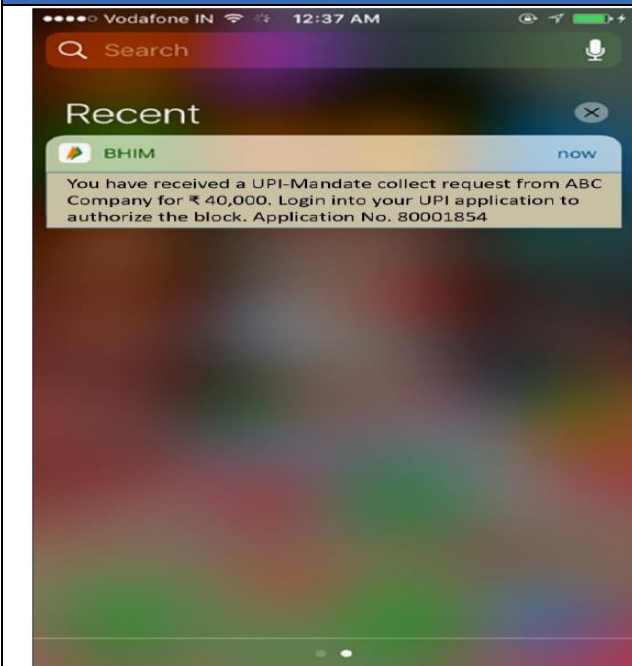 ●●●●○ Vodafone IN 12:37 AM
Search
Recent
BHIM now
You have received a UPI-Mandate collect request from ABC
Company for ₹ 40,000. Login into your UPI application to
authorize the block. Application No. 80001854